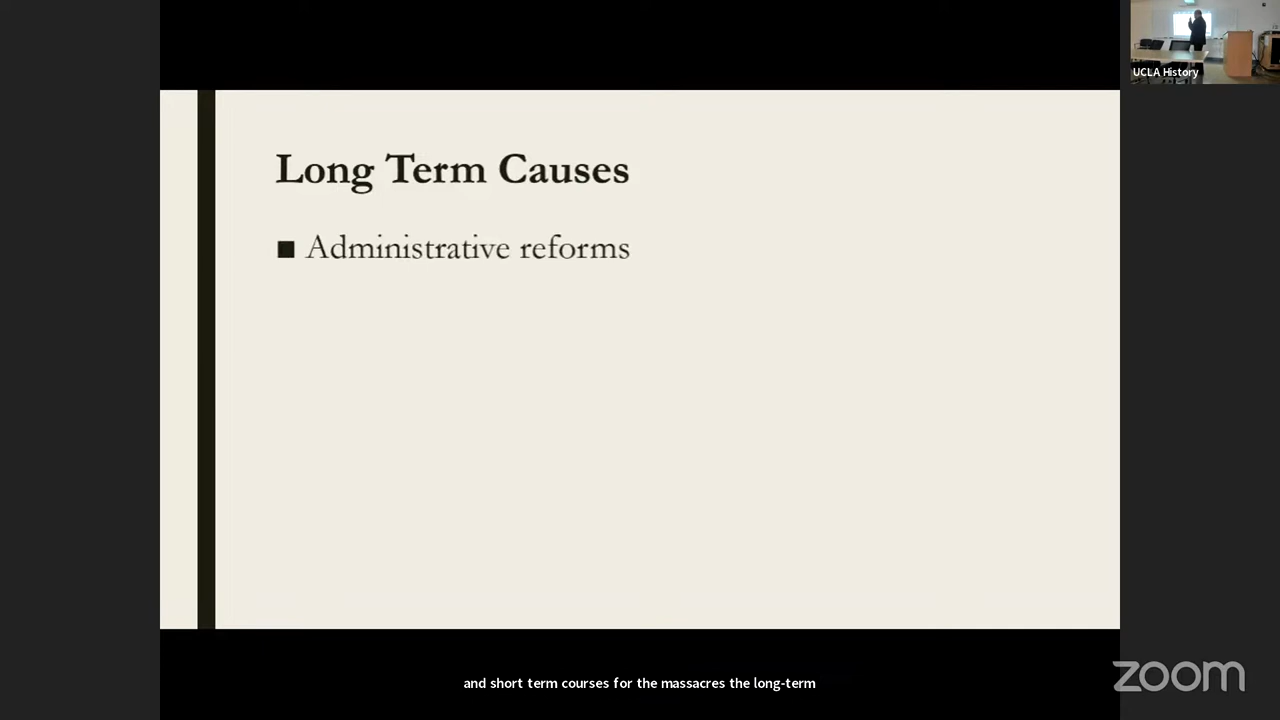 UCLA History
Long Term Causes
■ Administrative reforms
and short term courses for the massacres the long-term
zoom